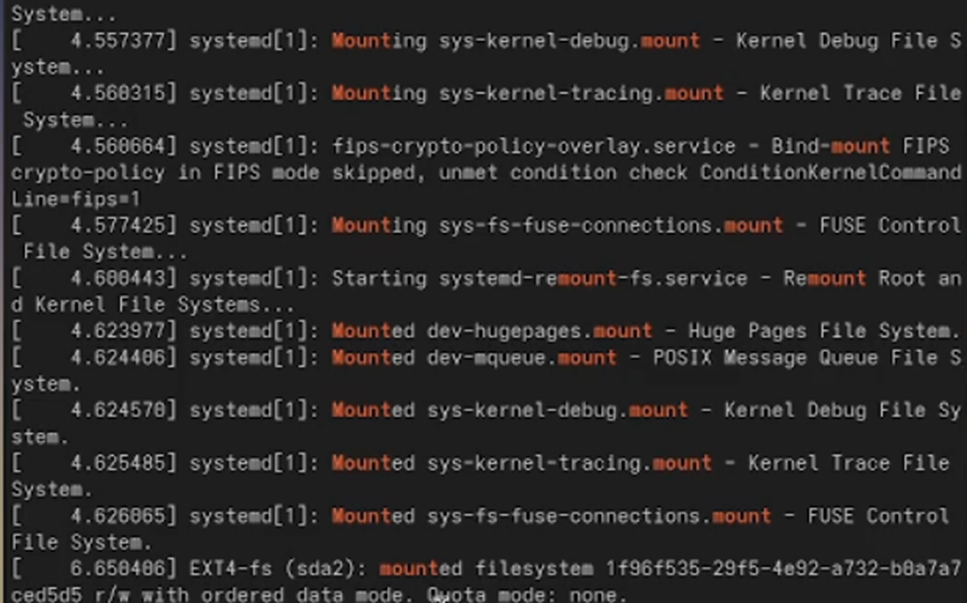 System...
[    4.557377] systemd[1]: Mounting sys-kernel-debug.mount - Kernel Debug File S
ystem...
[    4.560315] systemd[1]: Mounting sys-kernel-tracing.mount - Kernel Trace File
 System...
[    4.560664] systemd[1]: fips-crypto-policy-overlay.service - Bind-mount FIPS
crypto-policy in FIPS mode skipped, unmet condition check ConditionKernelCommand
Line=fips=1
[    4.577425] systemd[1]: Mounting sys-fs-fuse-connections.mount - FUSE Control
 File System...
[    4.600443] systemd[1]: Starting systemd-remount-fs.service - Remount Root an
d Kernel File Systems...
[    4.623977] systemd[1]: Mounted dev-hugepages.mount - Huge Pages File System.
[    4.624406] systemd[1]: Mounted dev-mqueue.mount - POSIX Message Queue File S
ystem.
[    4.624570] systemd[1]: Mounted sys-kernel-debug.mount - Kernel Debug File Sy
stem.
[    4.625485] systemd[1]: Mounted sys-kernel-tracing.mount - Kernel Trace File
System.
[    4.626065] systemd[1]: Mounted sys-fs-fuse-connections.mount - FUSE Control
File System.
[    6.650406] EXT4-fs (sda2): mounted filesystem 1f96f535-29f5-4e92-a732-b0a7a7
ced5d5 r/w with ordered data mode. Quota mode: none.